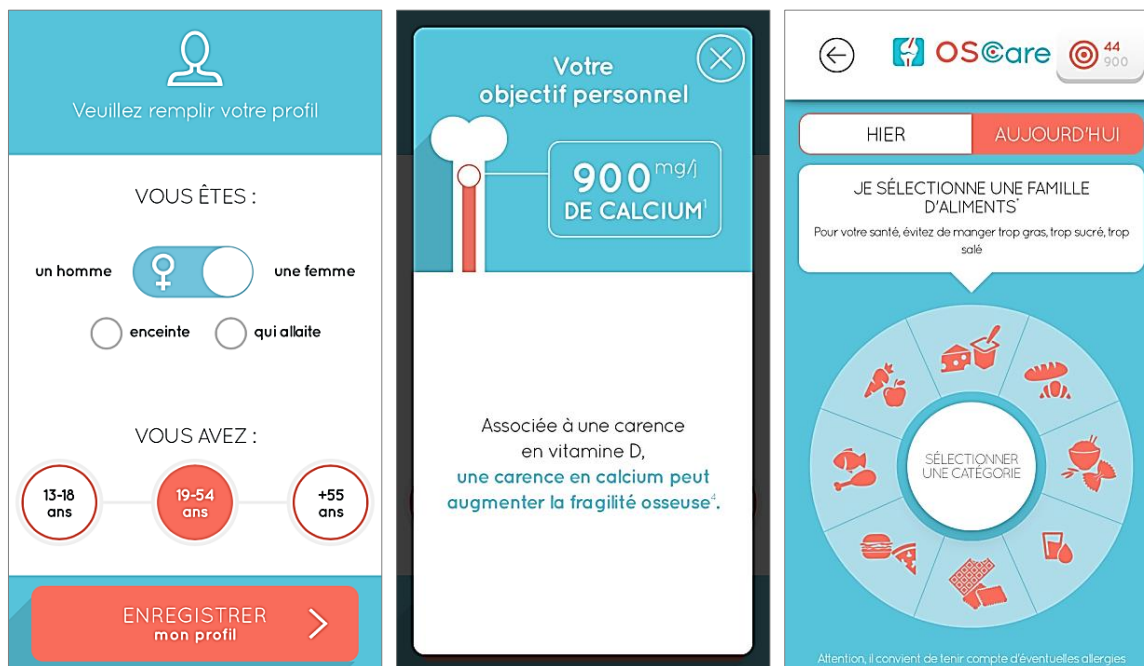 Veuillez remplir votre profil
VOUS ÊTES :
un homme
une femme
enceinte
qui allaite
VOUS AVEZ :
13-18
ans
19-54
ans
+55
ans
ENREGISTRER
mon profil
Votre
objectif personnel
900 mg/j
DE CALCIUM¹
Associée à une carence
en vitamine D,
une carence en calcium peut
augmenter la fragilité osseuse⁴.
OSCare
44
900
HIER
AUJOURD'HUI
JE SÉLECTIONNE UNE FAMILLE
D'ALIMENTS*
Pour votre santé, évitez de manger trop gras, trop sucré, trop
salé
SÉLECTIONNER
UNE CATÉGORIE
Attention, il convient de tenir compte d'éventuelles allergies